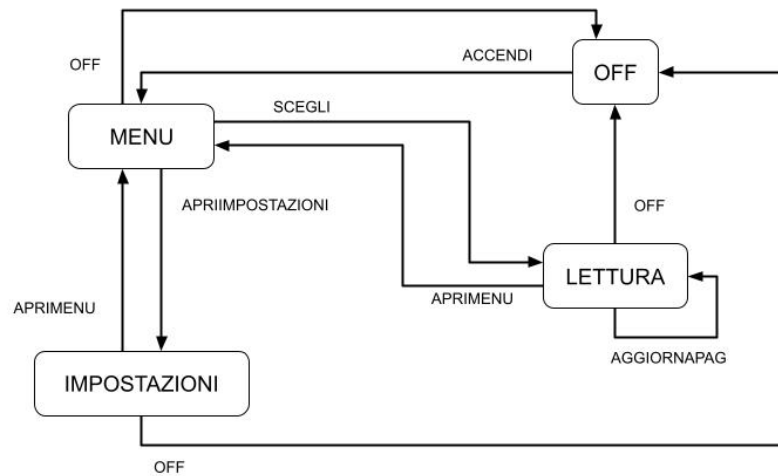 OFF
ACCENDI
OFF
SCEGLI
MENU
APRIIMPOSTAZIONI
OFF
LETTURA
APRIMENU
APRIMENU
AGGIORNAPAG
IMPOSTAZIONI
OFF